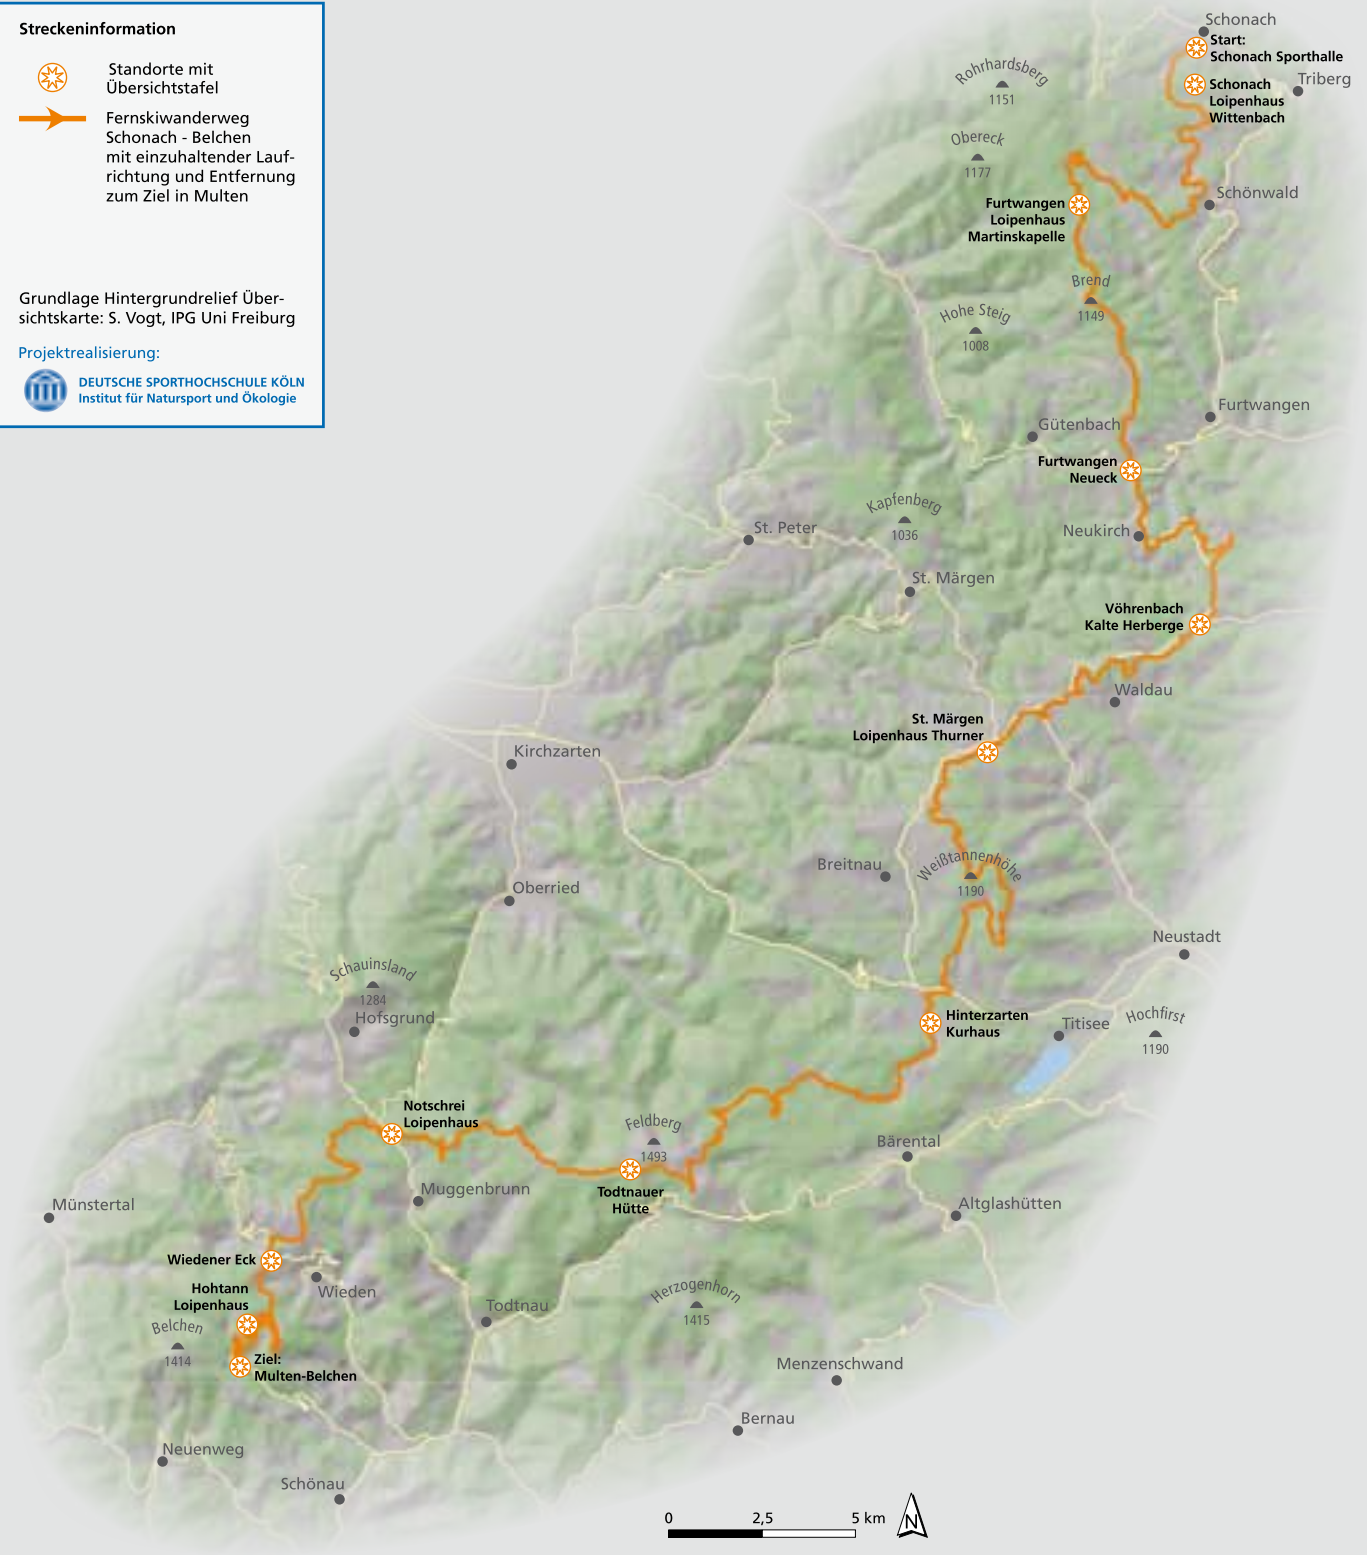 Streckeninformation
Standorte mit
Übersichtstafel
Fernskiwanderweg
Schonach - Belchen
mit einzuhaltender Lauf-
richtung und Entfernung
zum Ziel in Multen
Grundlage Hintergrundrelief Über-
sichtskarte: S. Vogt, IPG Uni Freiburg
Projektrealisierung:
DEUTSCHE SPORTHOCHSCHULE KÖLN
Institut für Natursport und Ökologie
Schonach
Start:
Schonach Sporthalle
Schonach
Loipenhaus
Wittenbach
Triberg
Rohrhardsberg
1151
Obereck
1177
Furtwangen
Loipenhaus
Martinskapelle
Schönwald
Brend
1149
Hohe Steig
1008
Furtwangen
Gütenbach
Furtwangen
Neueck
Kapfenberg
1036
St. Peter
Neukirch
St. Märgen
Vöhrenbach
Kalte Herberge
Waldau
St. Märgen
Loipenhaus Thurner
Kirchzarten
Breitnau
Weißtannenhöhe
1190
Oberried
Neustadt
Schauinsland
1284
Hofsgrund
Hinterzarten
Kurhaus
Titisee
Hochfirst
1190
Notschrei
Loipenhaus
Feldberg
1493
Bärental
Todtnauer
Hütte
Muggenbrunn
Altglashütten
Münstertal
Wiedener Eck
Hohtann
Loipenhaus
Wieden
Herzogenhorn
1415
Todtnau
Belchen
1414
Ziel:
Multen-Belchen
Menzenschwand
Bernau
Neuenweg
Schönau
0 2,5 5 km
N